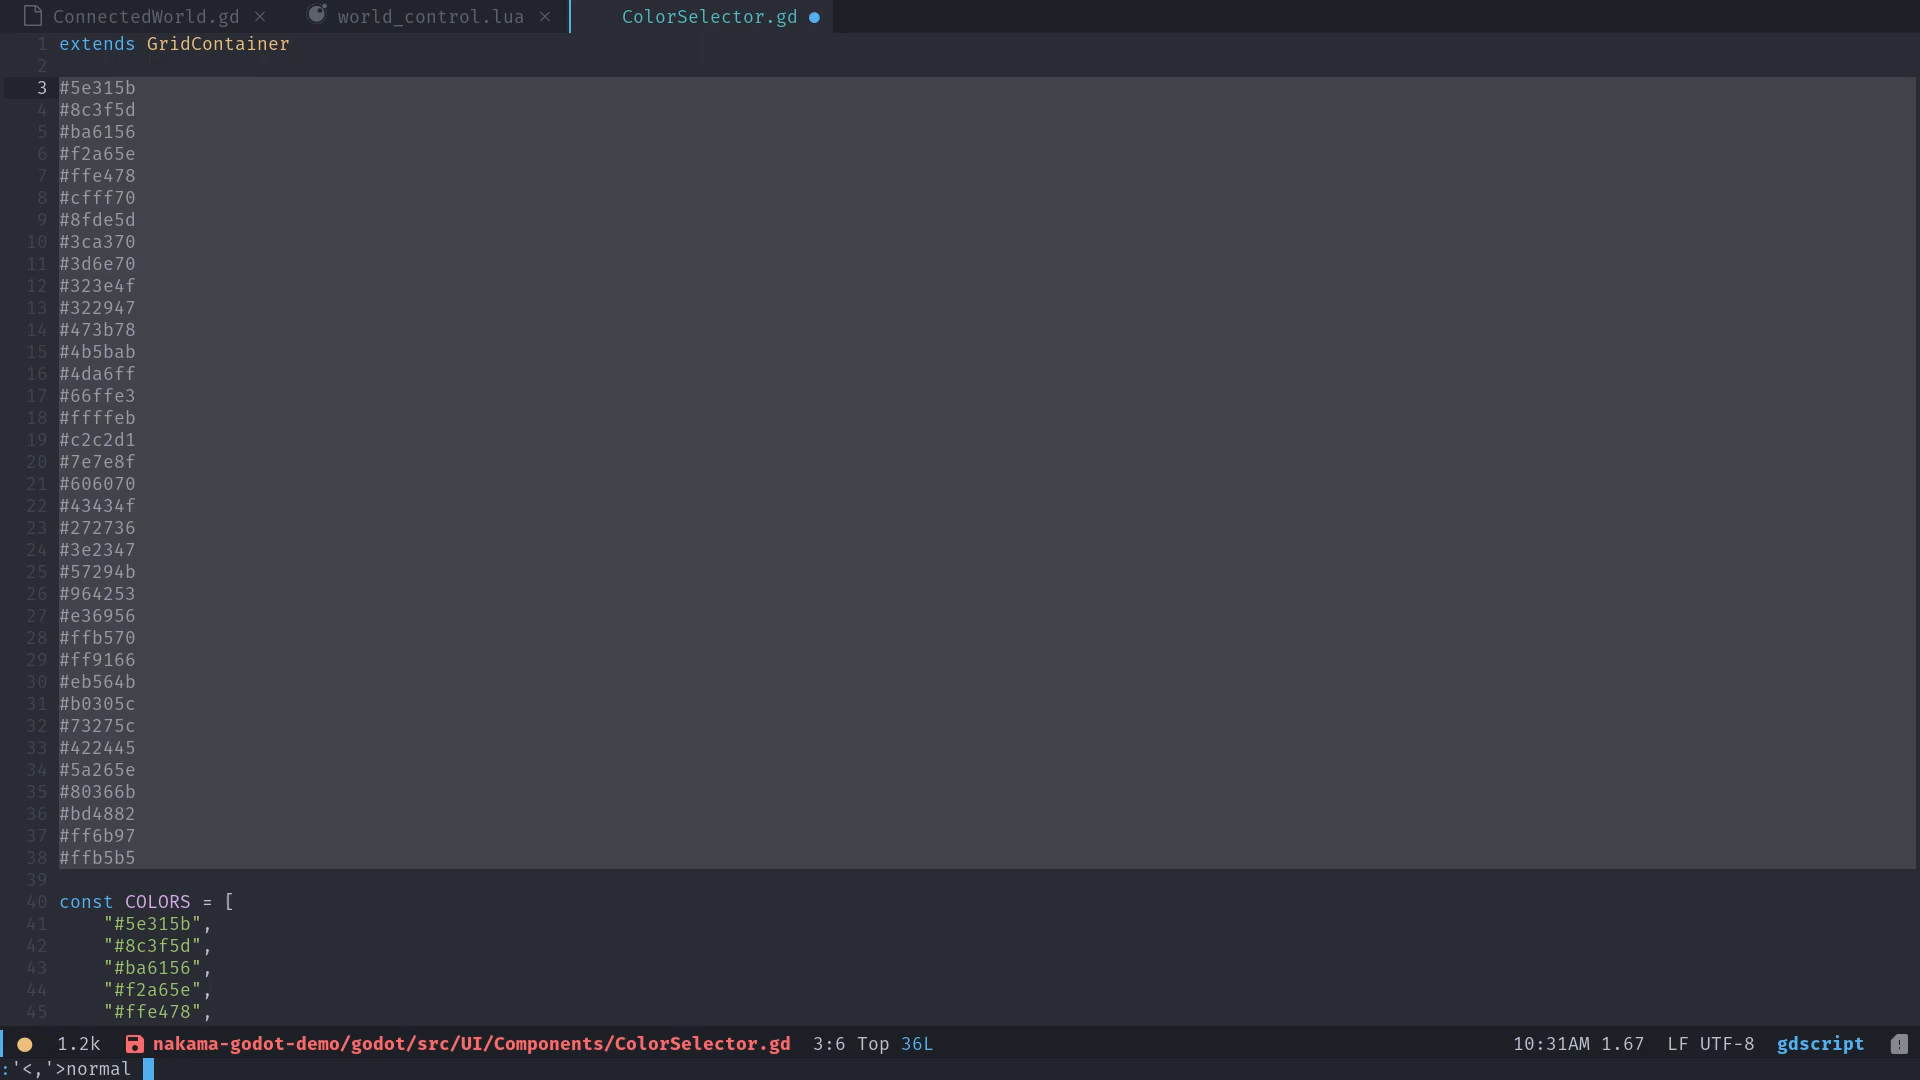 ConnectedWorld.gd × world_control.lua × ColorSelector.gd
1 extends GridContainer
2
3 #5e315b
4 #8c3f5d
5 #ba6156
6 #f2a65e
7 #ffe478
8 #cfff70
9 #8fde5d
10 #3ca370
11 #3d6e70
12 #323e4f
13 #322947
14 #473b78
15 #4b5bab
16 #4da6ff
17 #66ffe3
18 #ffffeb
19 #c2c2d1
20 #7e7e8f
21 #606070
22 #43434f
23 #272736
24 #3e2347
25 #57294b
26 #964253
27 #e36956
28 #ffb570
29 #ff9166
30 #eb564b
31 #b0305c
32 #73275c
33 #422445
34 #5a265e
35 #80366b
36 #bd4882
37 #ff6b97
38 #ffb5b5
39
40 const COLORS = [
41 "#5e315b",
42 "#8c3f5d",
43 "#ba6156",
44 "#f2a65e",
45 "#ffe478",
1.2k nakama-godot-demo/godot/src/UI/Components/ColorSelector.gd 3:6 Top 36L 10:31AM 1.67 LF UTF-8 gdscript
:'<,'>normal